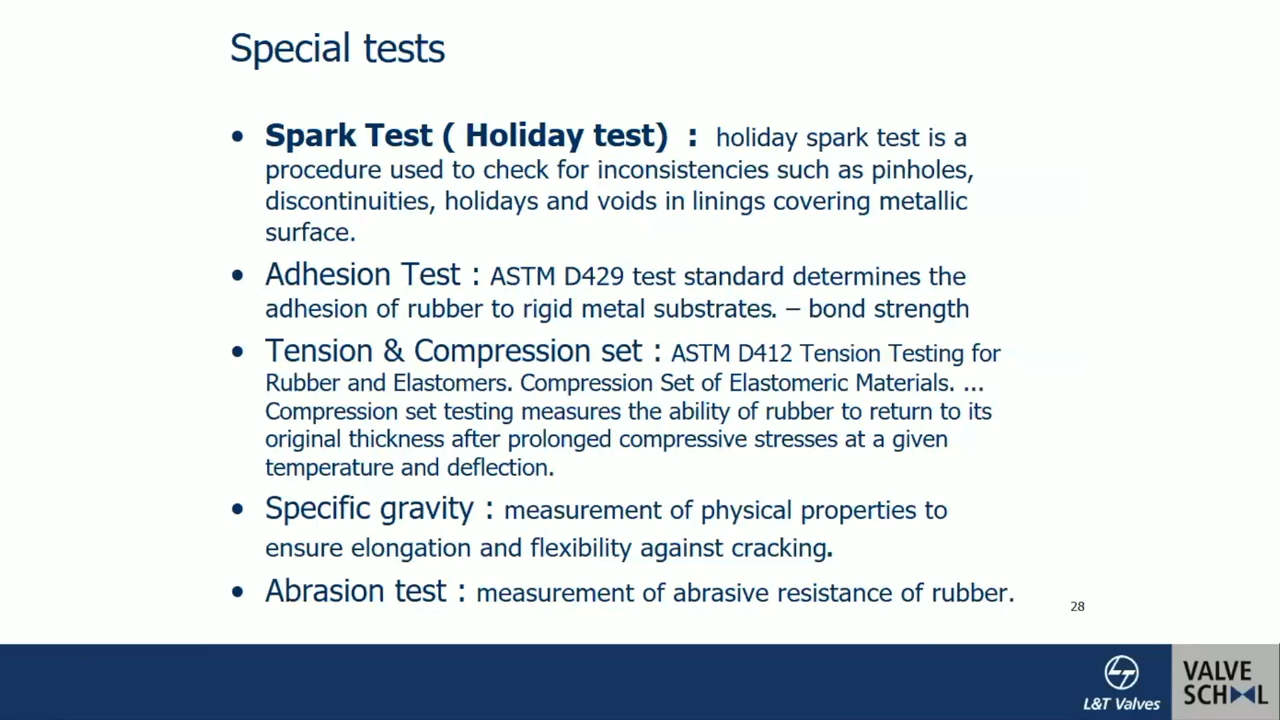 Special tests
• Spark Test ( Holiday test) : holiday spark test is a
procedure used to check for inconsistencies such as pinholes,
discontinuities, holidays and voids in linings covering metallic
surface.
• Adhesion Test : ASTM D429 test standard determines the
adhesion of rubber to rigid metal substrates. – bond strength
• Tension & Compression set : ASTM D412 Tension Testing for
Rubber and Elastomers. Compression Set of Elastomeric Materials. ...
Compression set testing measures the ability of rubber to return to its
original thickness after prolonged compressive stresses at a given
temperature and deflection.
• Specific gravity : measurement of physical properties to
ensure elongation and flexibility against cracking.
• Abrasion test : measurement of abrasive resistance of rubber.
28
L&T Valves
VALVE
SCHOOL